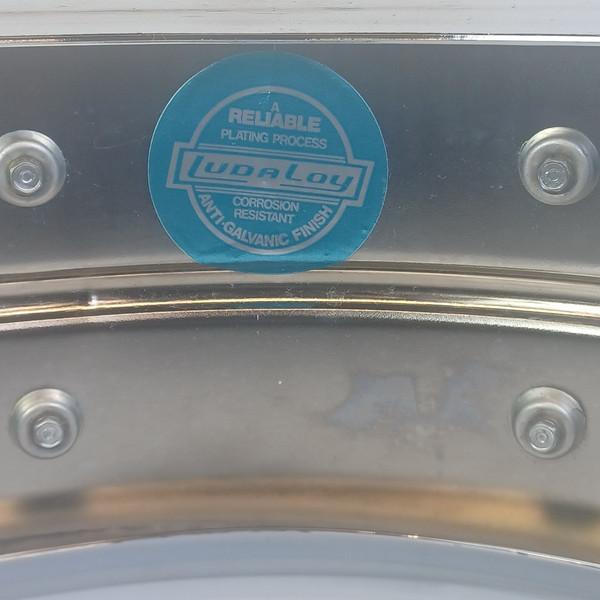 A
RELIABLE
PLATING PROCESS
LUDALOY
CORROSION
RESISTANT
ANTI-GALVANIC FINISH